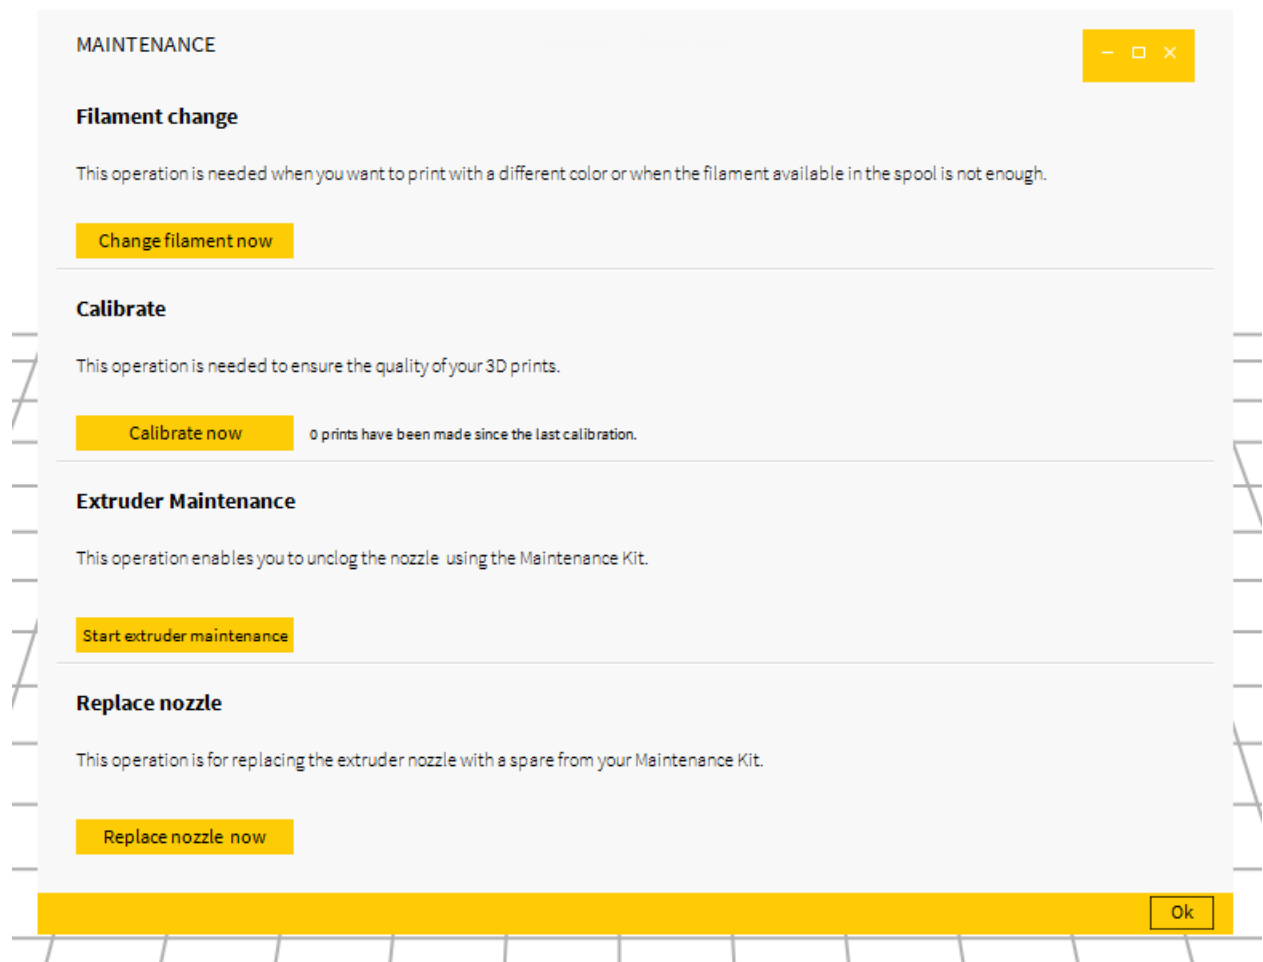 MAINTENANCE
Filament change
This operation is needed when you want to print with a different color or when the filament available in the spool is not enough.
Change filament now
Calibrate
This operation is needed to ensure the quality of your 3D prints.
Calibrate now
0 prints have been made since the last calibration.
Extruder Maintenance
This operation enables you to unclog the nozzle using the Maintenance Kit.
Start extruder maintenance
Replace nozzle
This operation is for replacing the extruder nozzle with a spare from your Maintenance Kit.
Replace nozzle now
Ok